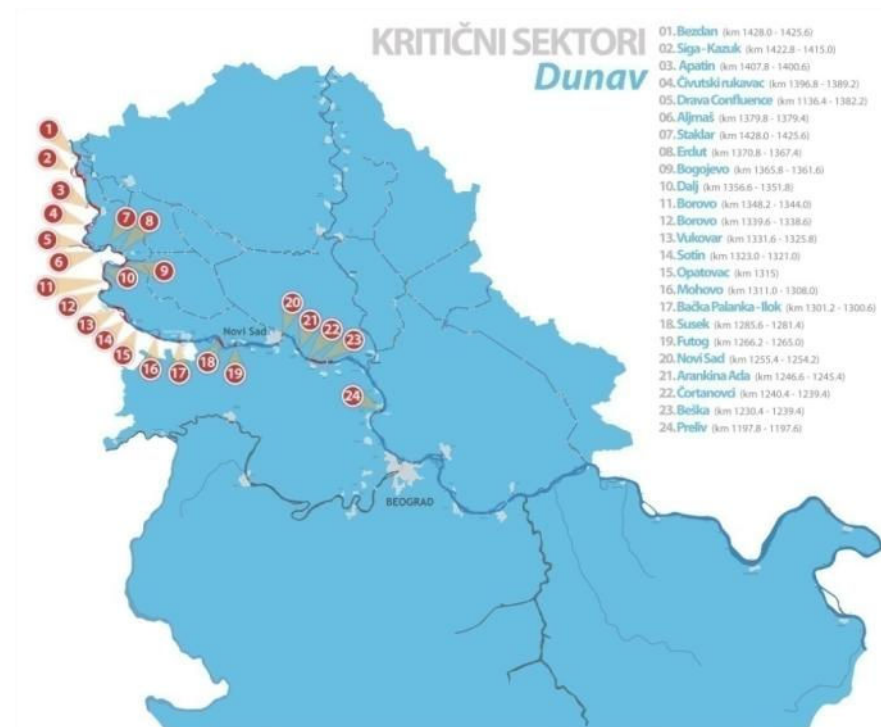 KRITIČNI SEKTORI
Dunav
01. Bezdan (km 1428.0 - 1425.6)
02. Siga - Kazuk (km 1422.8 - 1415.0)
03. Apatin (km 1407.8 - 1400.6)
04. Čivutski rukavac (km 1396.8 - 1389.2)
05. Drava Confluence (km 1136.4 - 1382.2)
06. Aljmaš (km 1379.8 - 1379.4)
07. Staklar (km 1428.0 - 1425.6)
08. Erdut (km 1370.8 - 1367.4)
09. Bogojevo (km 1365.8 - 1361.6)
10. Dalj (km 1356.6 - 1351.8)
11. Borovo (km 1348.2 - 1344.0)
12. Borovo (km 1339.6 - 1338.6)
13. Vukovar (km 1331.6 - 1325.8)
14. Sotin (km 1323.0 - 1321.0)
15. Opatovac (km 1315)
16. Mohovo (km 1311.0 - 1308.0)
17. Bačka Palanka - Ilok (km 1301.2 - 1300.6)
18. Susek (km 1285.6 - 1281.4)
19. Futog (km 1266.2 - 1265.0)
20. Novi Sad (km 1255.4 - 1254.2)
21. Arankina Ada (km 1246.6 - 1245.4)
22. Čortanovci (km 1240.4 - 1239.4)
23. Beška (km 1230.4 - 1239.4)
24. Preliv (km 1197.8 - 1197.6)
1
2
3
4
5
6
7
8
9
10
11
12
13
14
15
16
17
18
19
20
21
22
23
24
Novi Sad
BEOGRAD